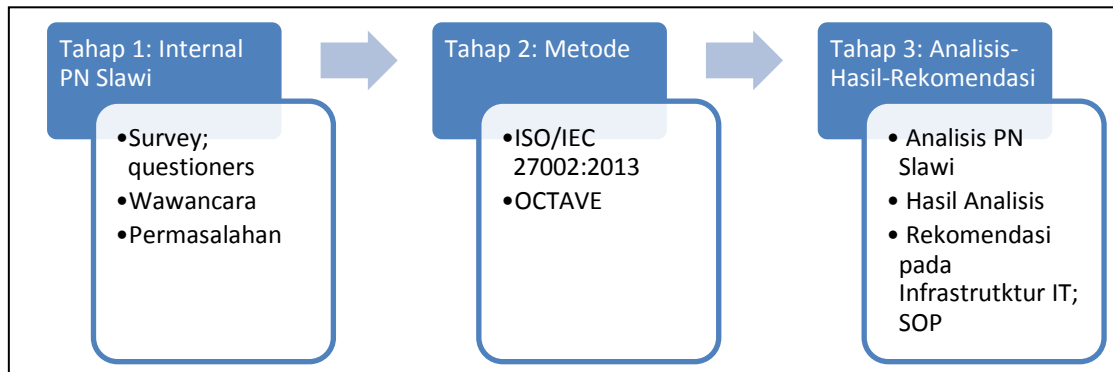 Tahap 1: Internal
PN Slawi
•Survey;
questioners
•Wawancara
•Permasalahan
Tahap 2: Metode
•ISO/IEC
27002:2013
•OCTAVE
Tahap 3: Analisis-
Hasil-Rekomendasi
• Analisis PN
Slawi
• Hasil Analisis
• Rekomendasi
pada
Infrastrutktur IT;
SOP